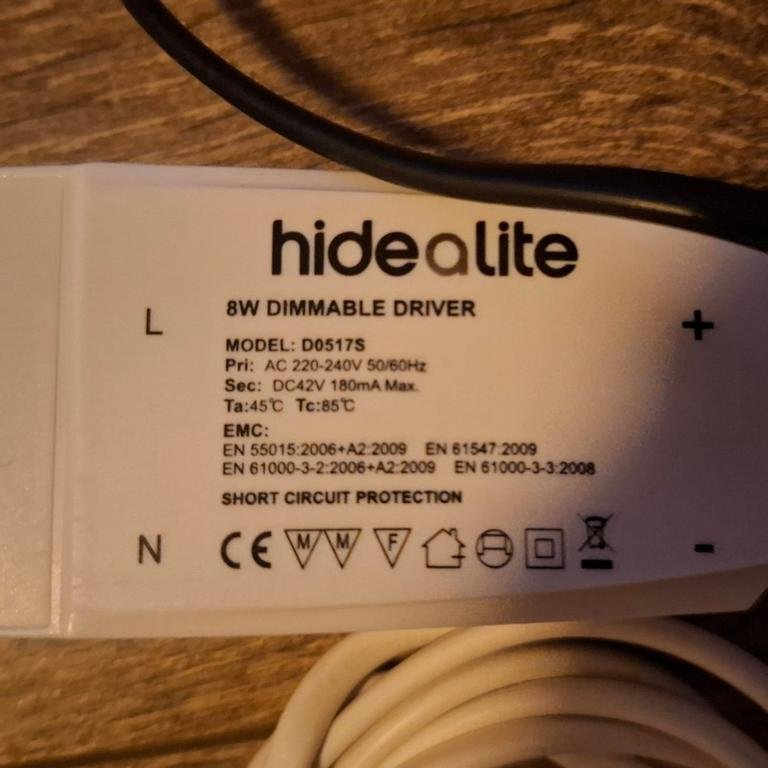 hidealite
8W DIMMABLE DRIVER
L
+
MODEL: D0517S
Pri: AC 220-240V 50/60Hz
Sec: DC42V 180mA Max.
Ta:45℃ Tc:85℃
EMC:
EN 55015:2006+A2:2009 EN 61547:2009
EN 61000-3-2:2006+A2:2009 EN 61000-3-3:2008
SHORT CIRCUIT PROTECTION
N
CE M M F
-